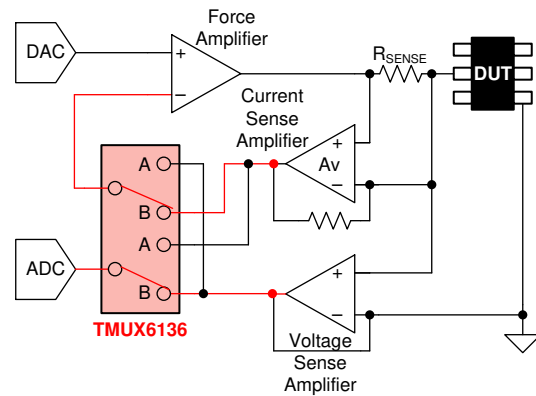 Force
Amplifier
DAC
+
−
RSENSE
DUT
Current
Sense
Amplifier
A
+
Av
−
B
A
ADC
B
+
−
TMUX6136
Voltage
Sense
Amplifier